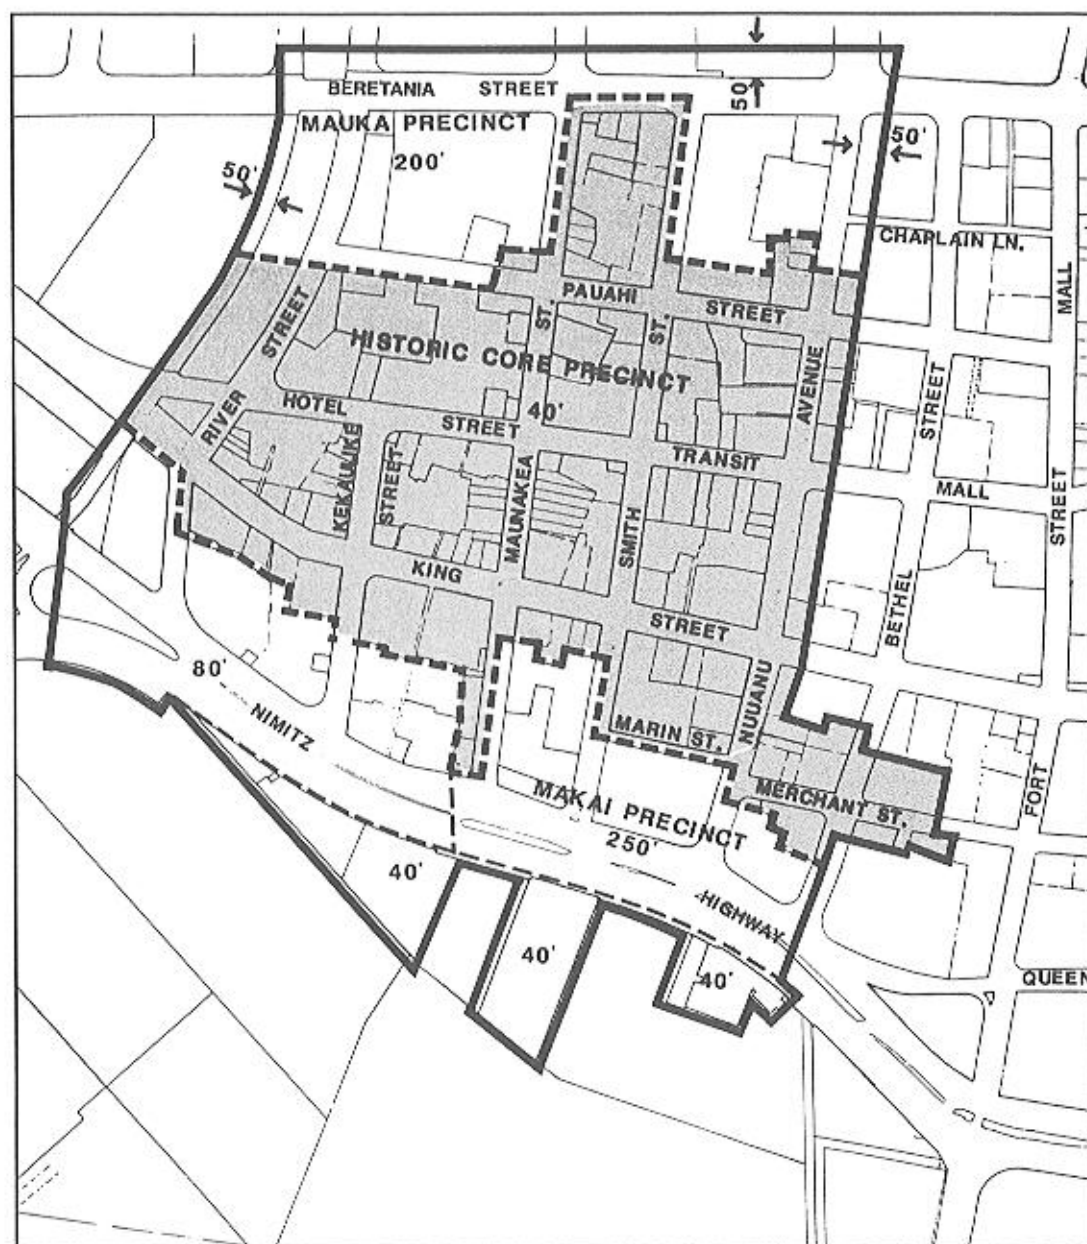 BERETANIA STREET
50'
MAUKA PRECINCT
200'
50'
50'
CHAPLAIN LN.
MALL
PAUAHI STREET
ST.
ST.
STREET
HISTORIC CORE PRECINCT
40'
AVENUE
STREET
HOTEL STREET TRANSIT MALL
RIVER
KEKAULIKE
STREET
MAUNAKEA
SMITH
STREET
BETHEL
KING STREET
NUUANU
80'
NIMITZ
MARIN ST.
MERCHANT ST.
FORT
MAKAI PRECINCT
250'
40'
HIGHWAY
40'
40'
QUEEN